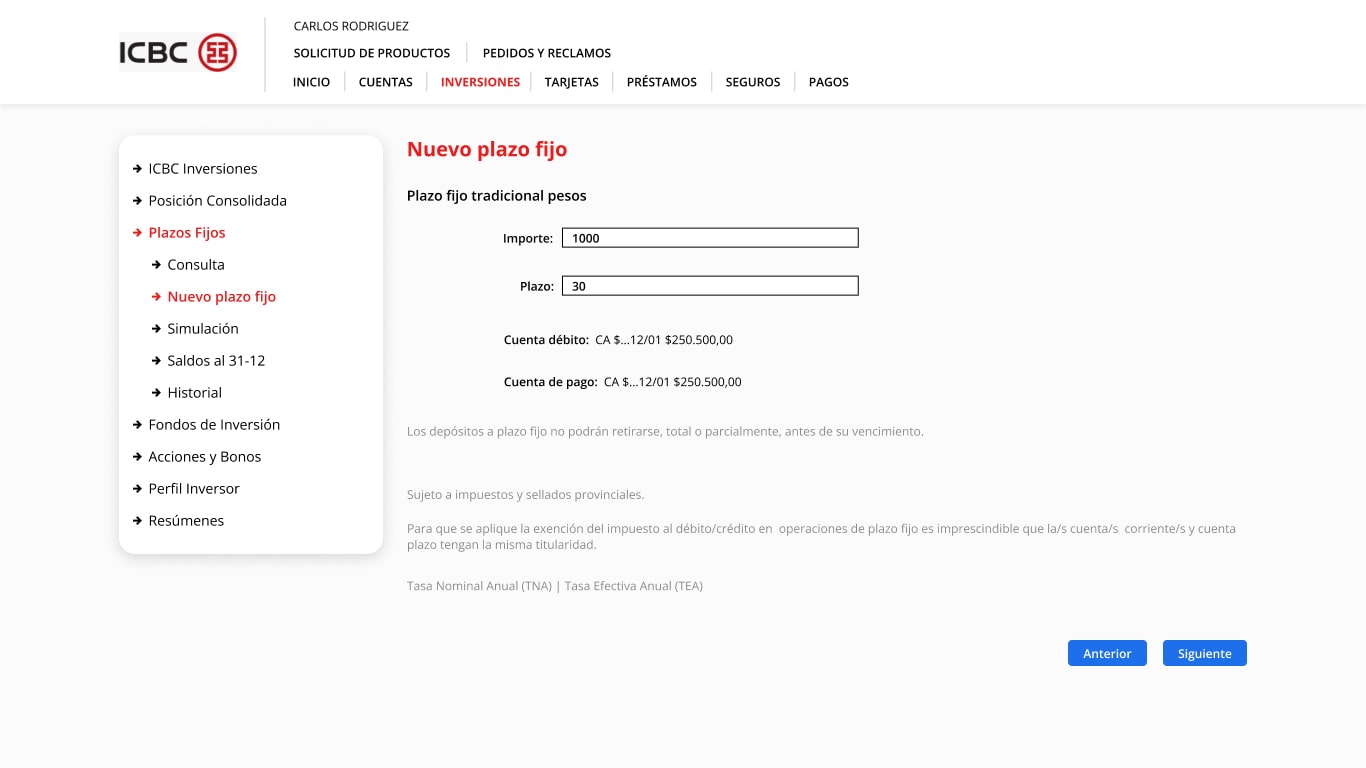 ICBC
CARLOS RODRIGUEZ
SOLICITUD DE PRODUCTOS
PEDIDOS Y RECLAMOS
INICIO
CUENTAS
INVERSIONES
TARJETAS
PRÉSTAMOS
SEGUROS
PAGOS
ICBC Inversiones
Posición Consolidada
Plazos Fijos
Consulta
Nuevo plazo fijo
Simulación
Saldos al 31-12
Historial
Fondos de Inversión
Acciones y Bonos
Perfil Inversor
Resúmenes
Nuevo plazo fijo
Plazo fijo tradicional pesos
Importe: 1000
Plazo: 30
Cuenta débito: CA $...12/01 $250.500,00
Cuenta de pago: CA $...12/01 $250.500,00
Los depósitos a plazo fijo no podrán retirarse, total o parcialmente, antes de su vencimiento.
Sujeto a impuestos y sellados provinciales.
Para que se aplique la exención del impuesto al débito/crédito en operaciones de plazo fijo es imprescindible que la/s cuenta/s corriente/s y cuenta
plazo tengan la misma titularidad.
Tasa Nominal Anual (TNA) | Tasa Efectiva Anual (TEA)
Anterior
Siguiente